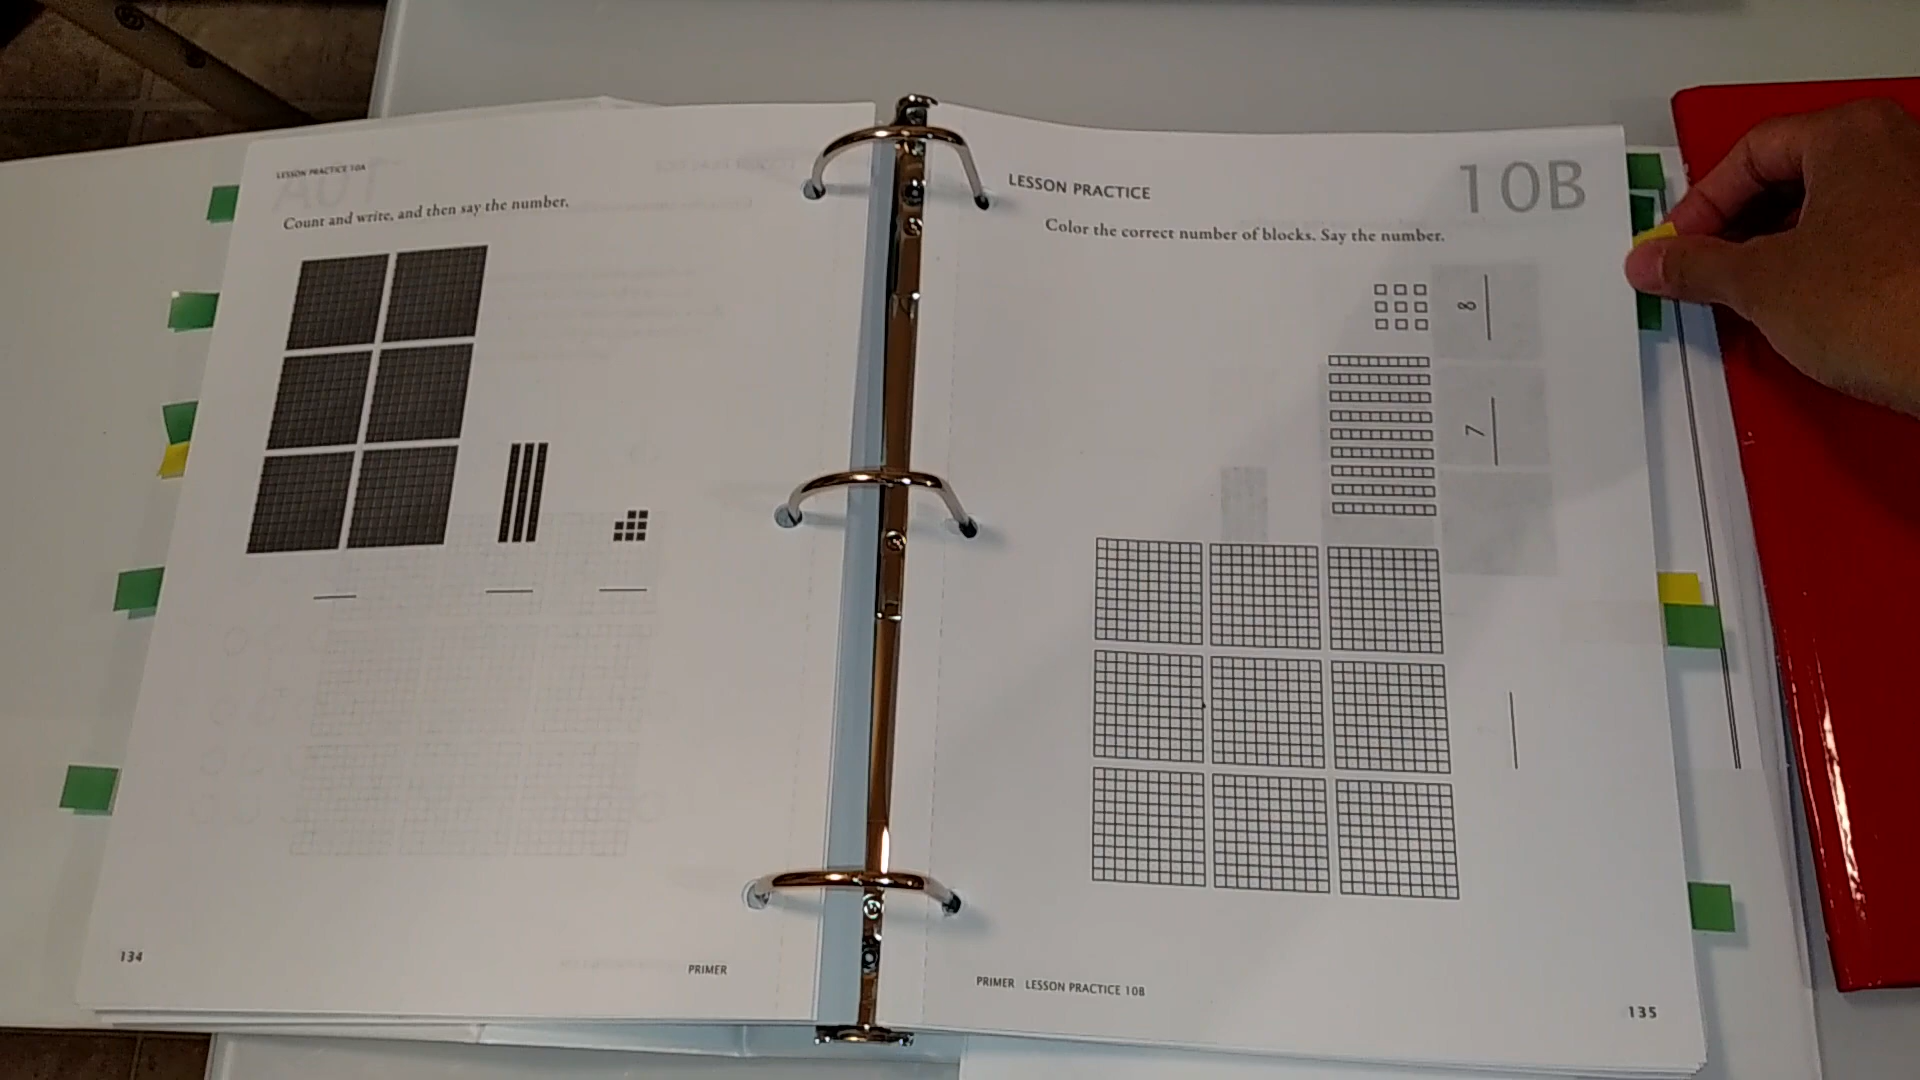 LESSON PRACTICE 10A
Count and write, and then say the number.
134
PRIMER
LESSON PRACTICE
10B
Color the correct number of blocks. Say the number.
8
7
PRIMER LESSON PRACTICE 10B
135